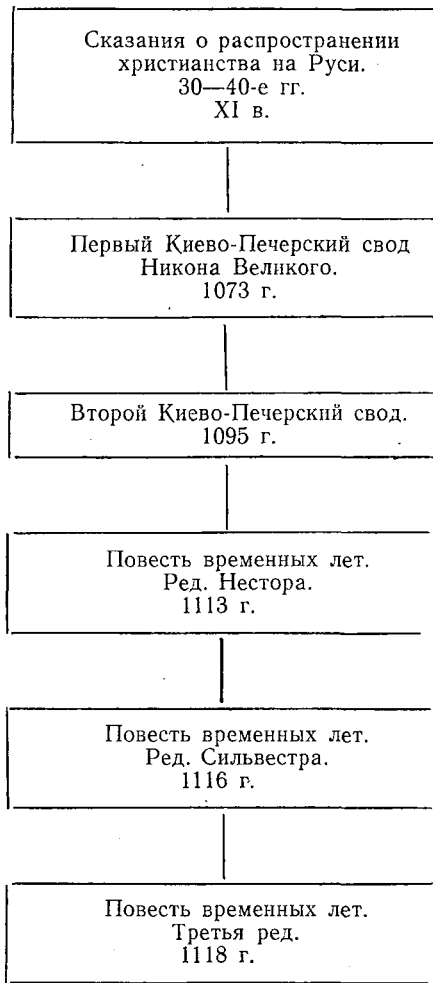 Сказания о распространении
христианства на Руси.
30—40-е гг.
XI в.
Первый Киево-Печерский свод
Никона Великого.
1073 г.
Второй Киево-Печерский свод.
1095 г.
Повесть временных лет.
Ред. Нестора.
1113 г.
Повесть временных лет.
Ред. Сильвестра.
1116 г.
Повесть временных лет.
Третья ред.
1118 г.